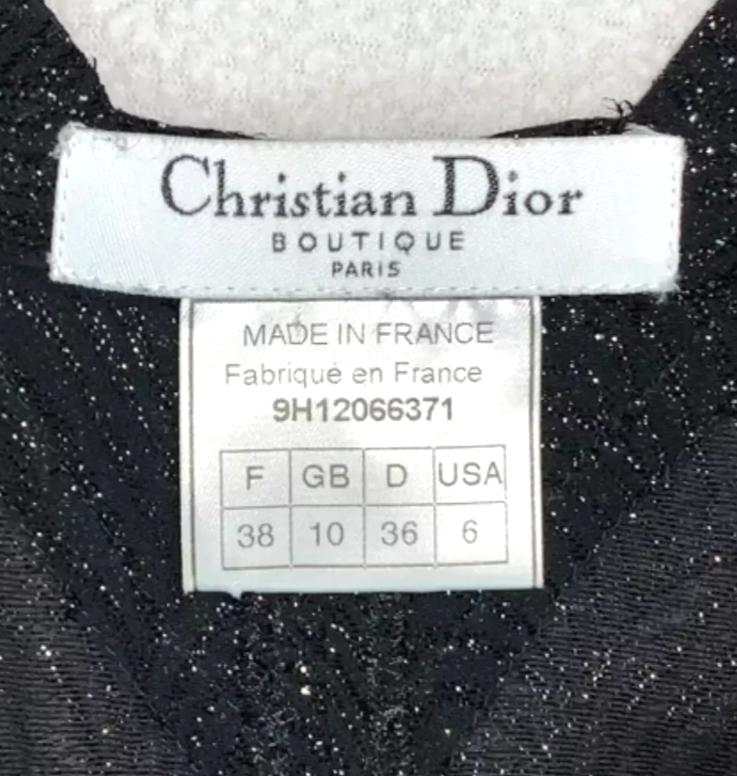 Christian Dior
BOUTIQUE
PARIS
MADE IN FRANCE
Fabriqué en France
9H12066371
F GB D USA
38 10 36 6